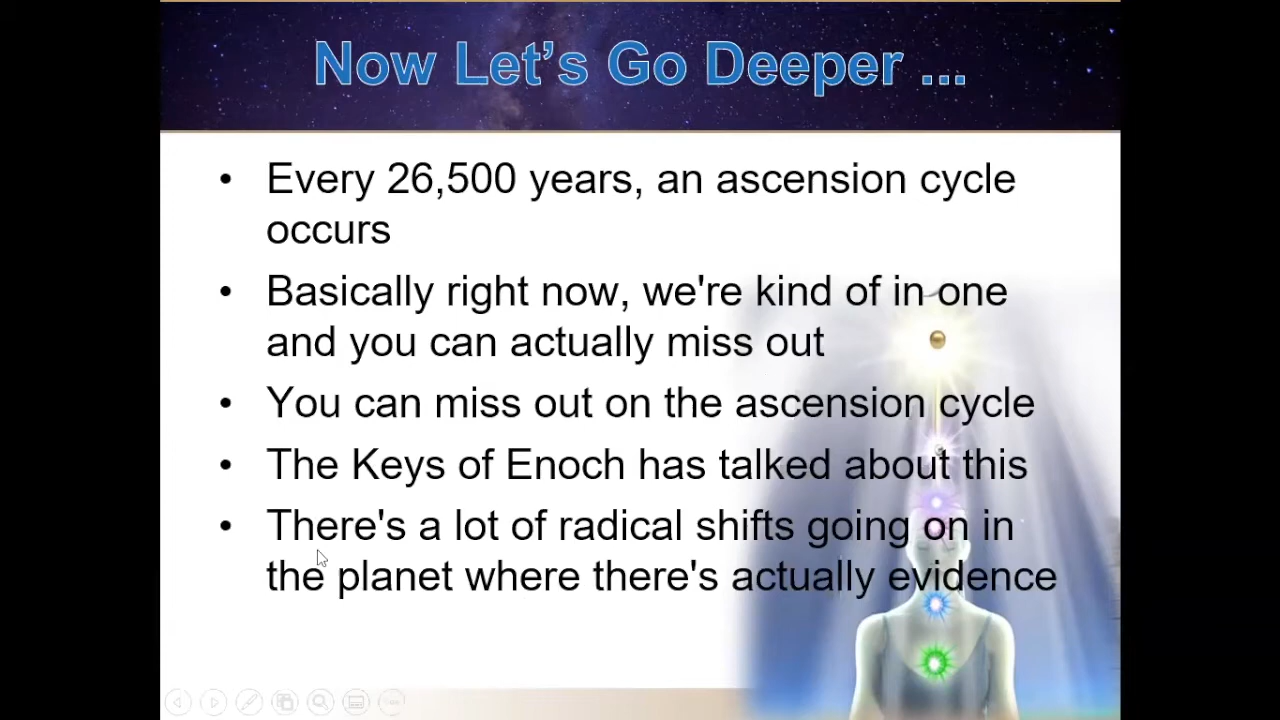 Now Let’s Go Deeper ...
• Every 26,500 years, an ascension cycle
occurs
• Basically right now, we're kind of in one
and you can actually miss out
• You can miss out on the ascension cycle
• The Keys of Enoch has talked about this
• There's a lot of radical shifts going on in
the planet where there's actually evidence